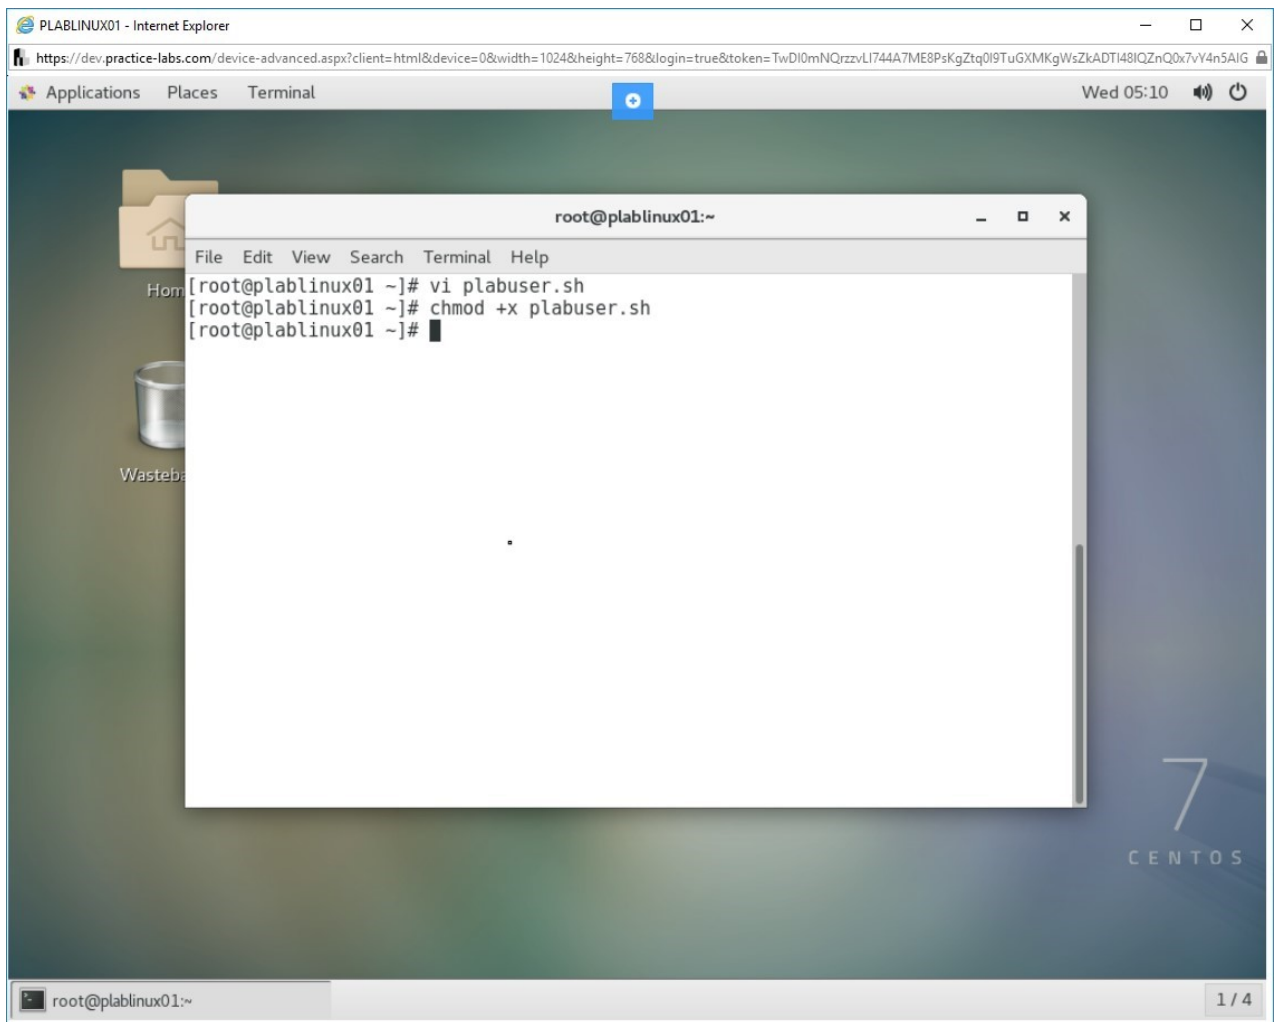 PLABLINUX01 - Internet Explorer
https://dev.practice-labs.com/device-advanced.aspx?client=html&device=0&width=1024&height=768&login=true&token=TwDI0mNQrzzvLI744A7ME8PsKgZtq0I9TuGXMKgWsZkADTI48IQZnQ0x7vY4n5AIG
Applications Places Terminal Wed 05:10
root@plablinux01:~
File Edit View Search Terminal Help
[root@plablinux01 ~]# vi plabuser.sh
[root@plablinux01 ~]# chmod +x plabuser.sh
[root@plablinux01 ~]#
Hom
Wasteba
7
CENTOS
root@plablinux01:~
1 / 4